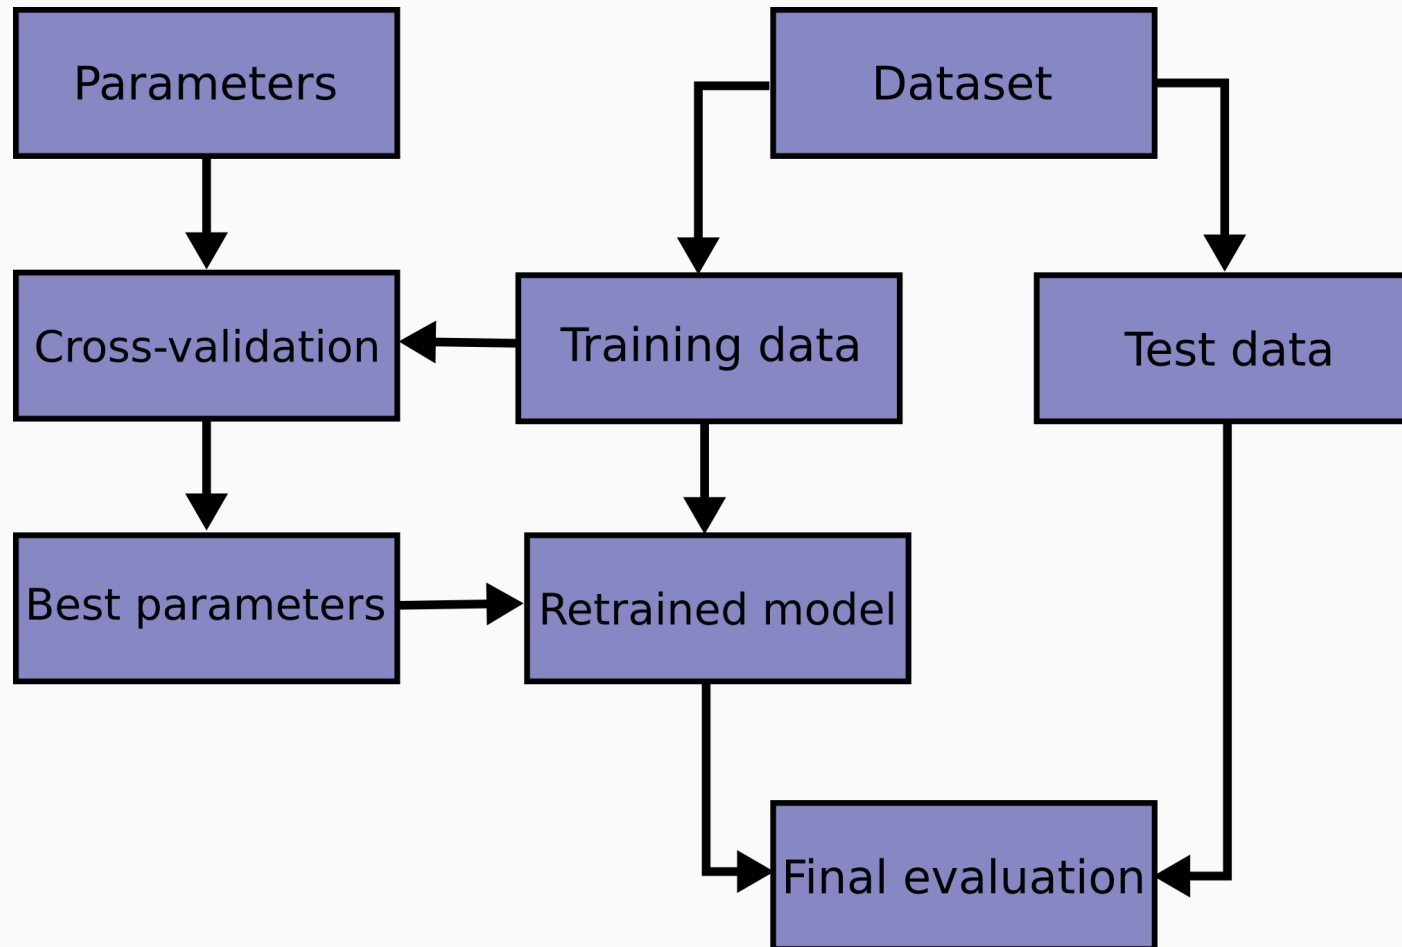 Parameters
Dataset
Cross-validation
Training data
Test data
Best parameters
Retrained model
Final evaluation